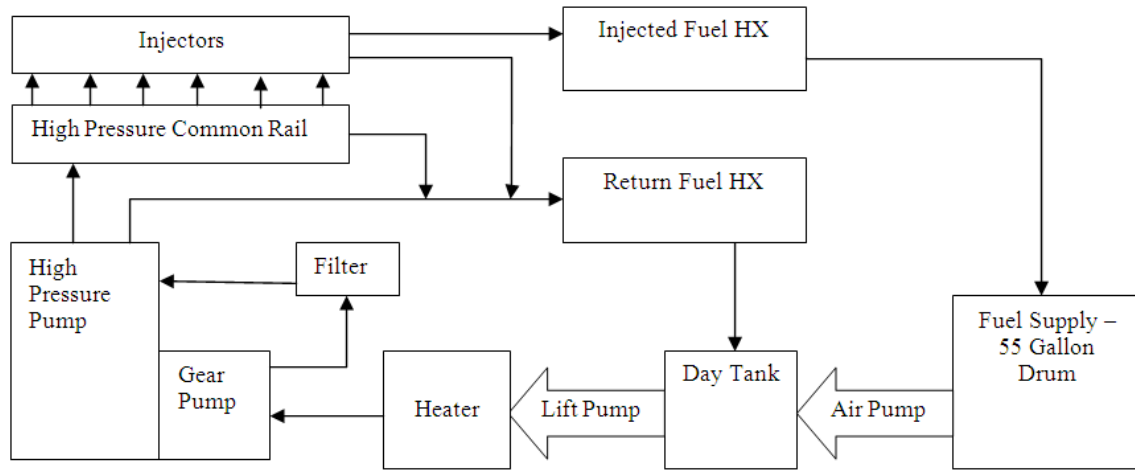 Injectors
Injected Fuel HX
High Pressure Common Rail
Return Fuel HX
High
Pressure
Pump
Filter
Fuel Supply –
55 Gallon
Drum
Gear
Pump
Heater
Lift Pump
Day Tank
Air Pump